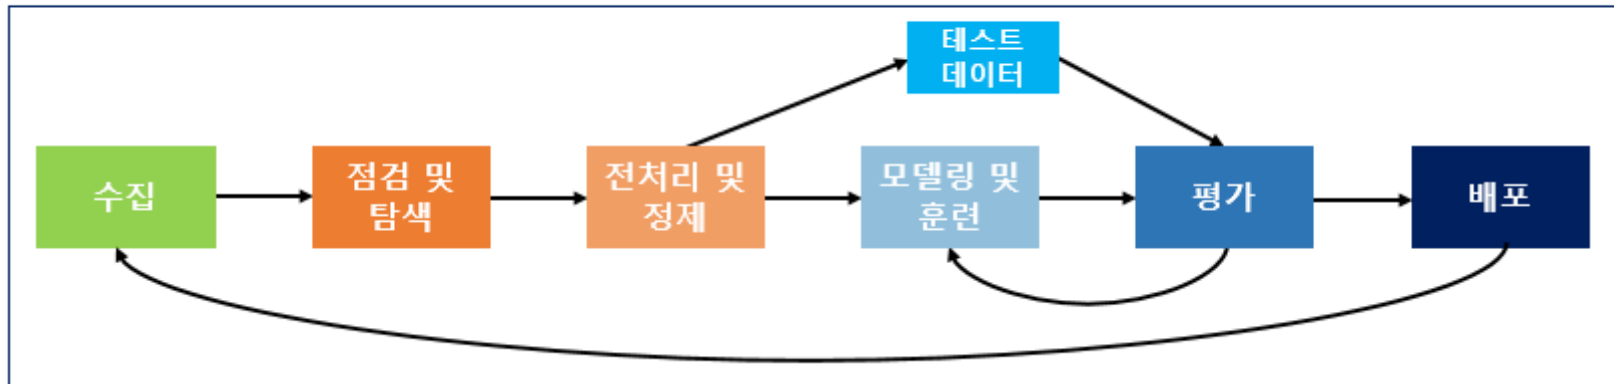 테스트
데이터
수집
점검 및
탐색
전처리 및
정제
모델링 및
훈련
평가
배포